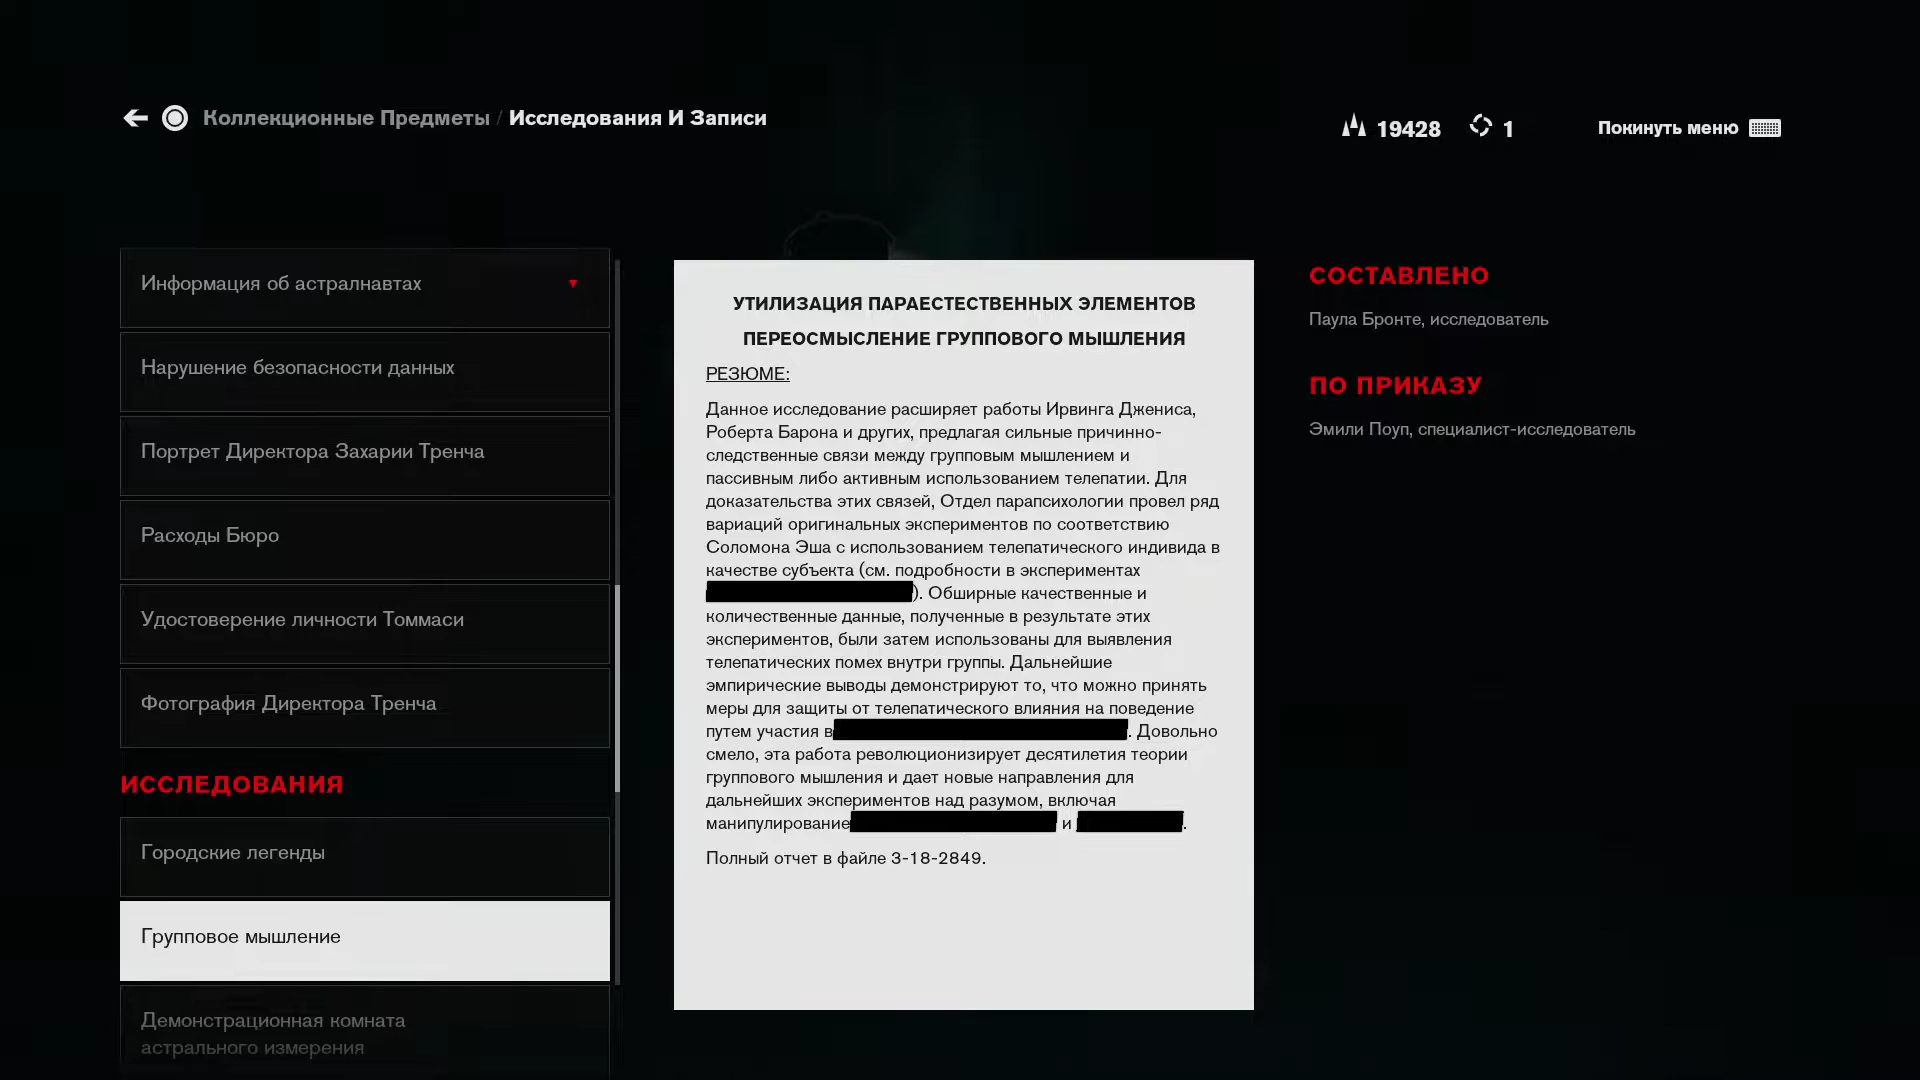 Коллекционные Предметы / Исследования И Записи
19428
1
Покинуть меню
Информация об астралнавтах
Нарушение безопасности данных
Портрет Директора Захарии Тренча
Расходы Бюро
Удостоверение личности Томмаси
Фотография Директора Тренча
ИССЛЕДОВАНИЯ
Городские легенды
Групповое мышление
Демонстрационная комната
астрального измерения
УТИЛИЗАЦИЯ ПАРАЕСТЕСТВЕННЫХ ЭЛЕМЕНТОВ
ПЕРЕОСМЫСЛЕНИЕ ГРУППОВОГО МЫШЛЕНИЯ
РЕЗЮМЕ:
Данное исследование расширяет работы Ирвинга Джениса,
Роберта Барона и других, предлагая сильные причинно-
следственные связи между групповым мышлением и
пассивным либо активным использованием телепатии. Для
доказательства этих связей, Отдел парапсихологии провел ряд
вариаций оригинальных экспериментов по соответствию
Соломона Эша с использованием телепатического индивида в
качестве субъекта (см. подробности в экспериментах
). Обширные качественные и
количественные данные, полученные в результате этих
экспериментов, были затем использованы для выявления
телепатических помех внутри группы. Дальнейшие
эмпирические выводы демонстрируют то, что можно принять
меры для защиты от телепатического влияния на поведение
путем участия в . Довольно
смело, эта работа революционизирует десятилетия теории
группового мышления и дает новые направления для
дальнейших экспериментов над разумом, включая
манипулирование и .
Полный отчет в файле 3-18-2849.
СОСТАВЛЕНО
Паула Бронте, исследователь
ПО ПРИКАЗУ
Эмили Поуп, специалист-исследователь